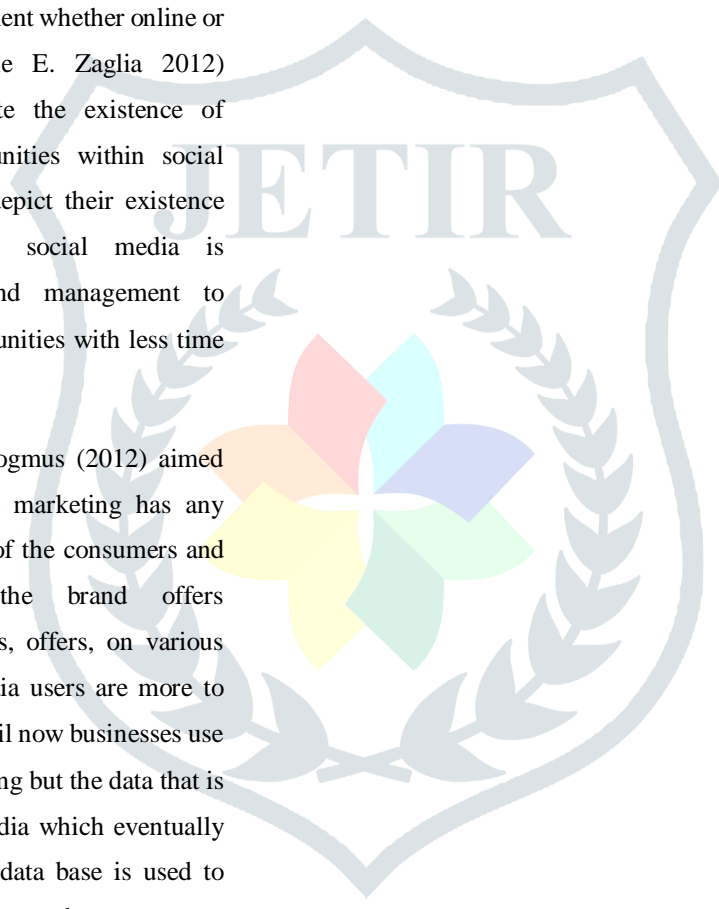 ent whether online or
e E. Zaglia 2012)
te the existence of
unities within social
depict their existence
social media is
nd management to
unities with less time
ogmus (2012) aimed
marketing has any
of the consumers and
the brand offers
s, offers, on various
ia users are more to
il now businesses use
ng but the data that is
dia which eventually
data base is used to
JETIR